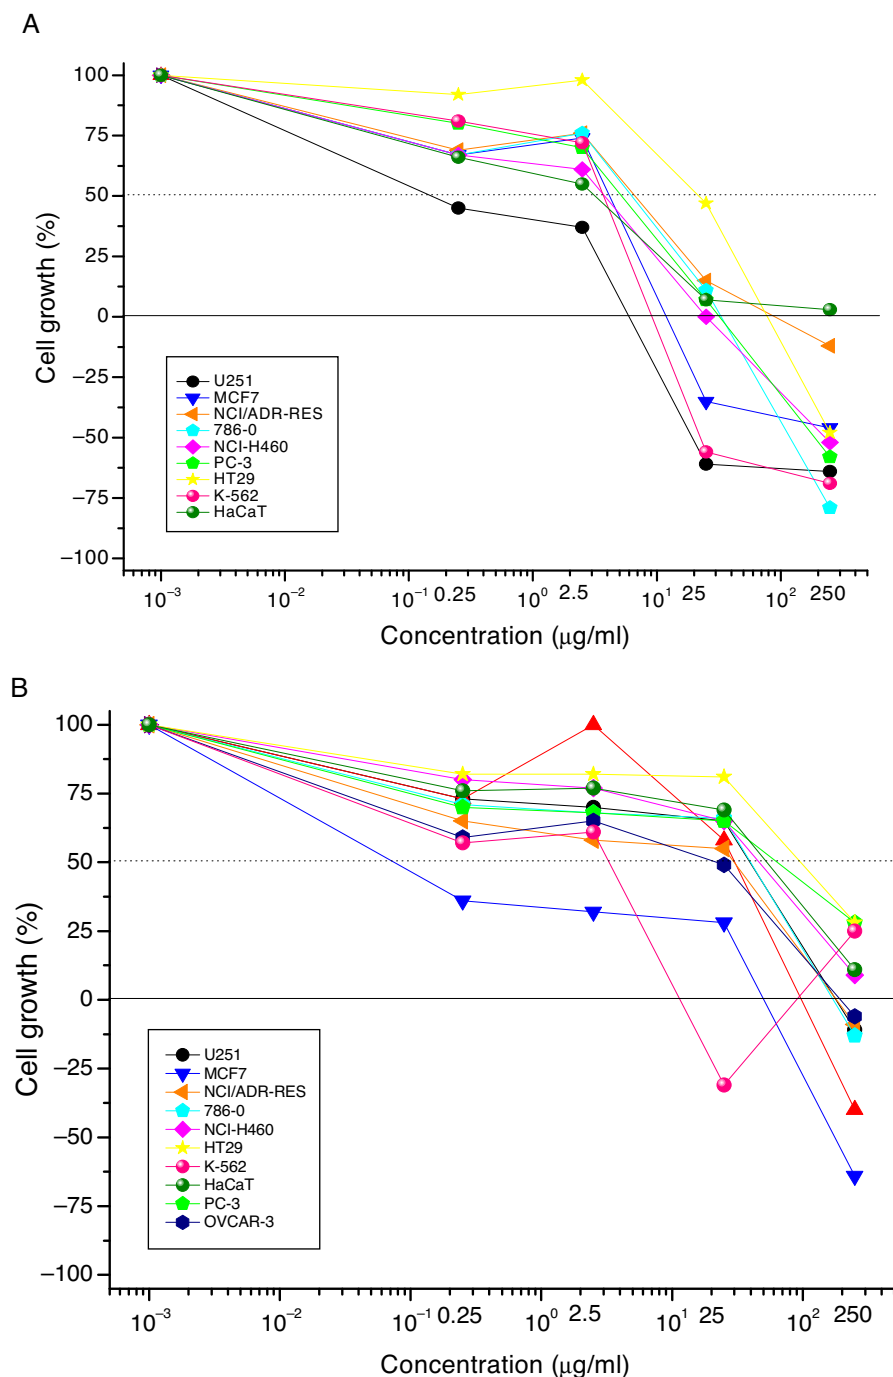 A
100
75
50
25
0
−25
−50
−75
−100
Cell growth (%)
U251
MCF7
NCI/ADR-RES
786-0
NCI-H460
PC-3
HT29
K-562
HaCaT
10⁻³ 10⁻² 10⁻¹ 0.25 10⁰ 2.5 10¹ 25 10² 250
Concentration (μg/ml)
B
100
75
50
25
0
−25
−50
−75
−100
Cell growth (%)
U251
MCF7
NCI/ADR-RES
786-0
NCI-H460
HT29
K-562
HaCaT
PC-3
OVCAR-3
10⁻³ 10⁻² 10⁻¹ 0.25 10⁰ 2.5 10¹ 25 10² 250
Concentration (μg/ml)